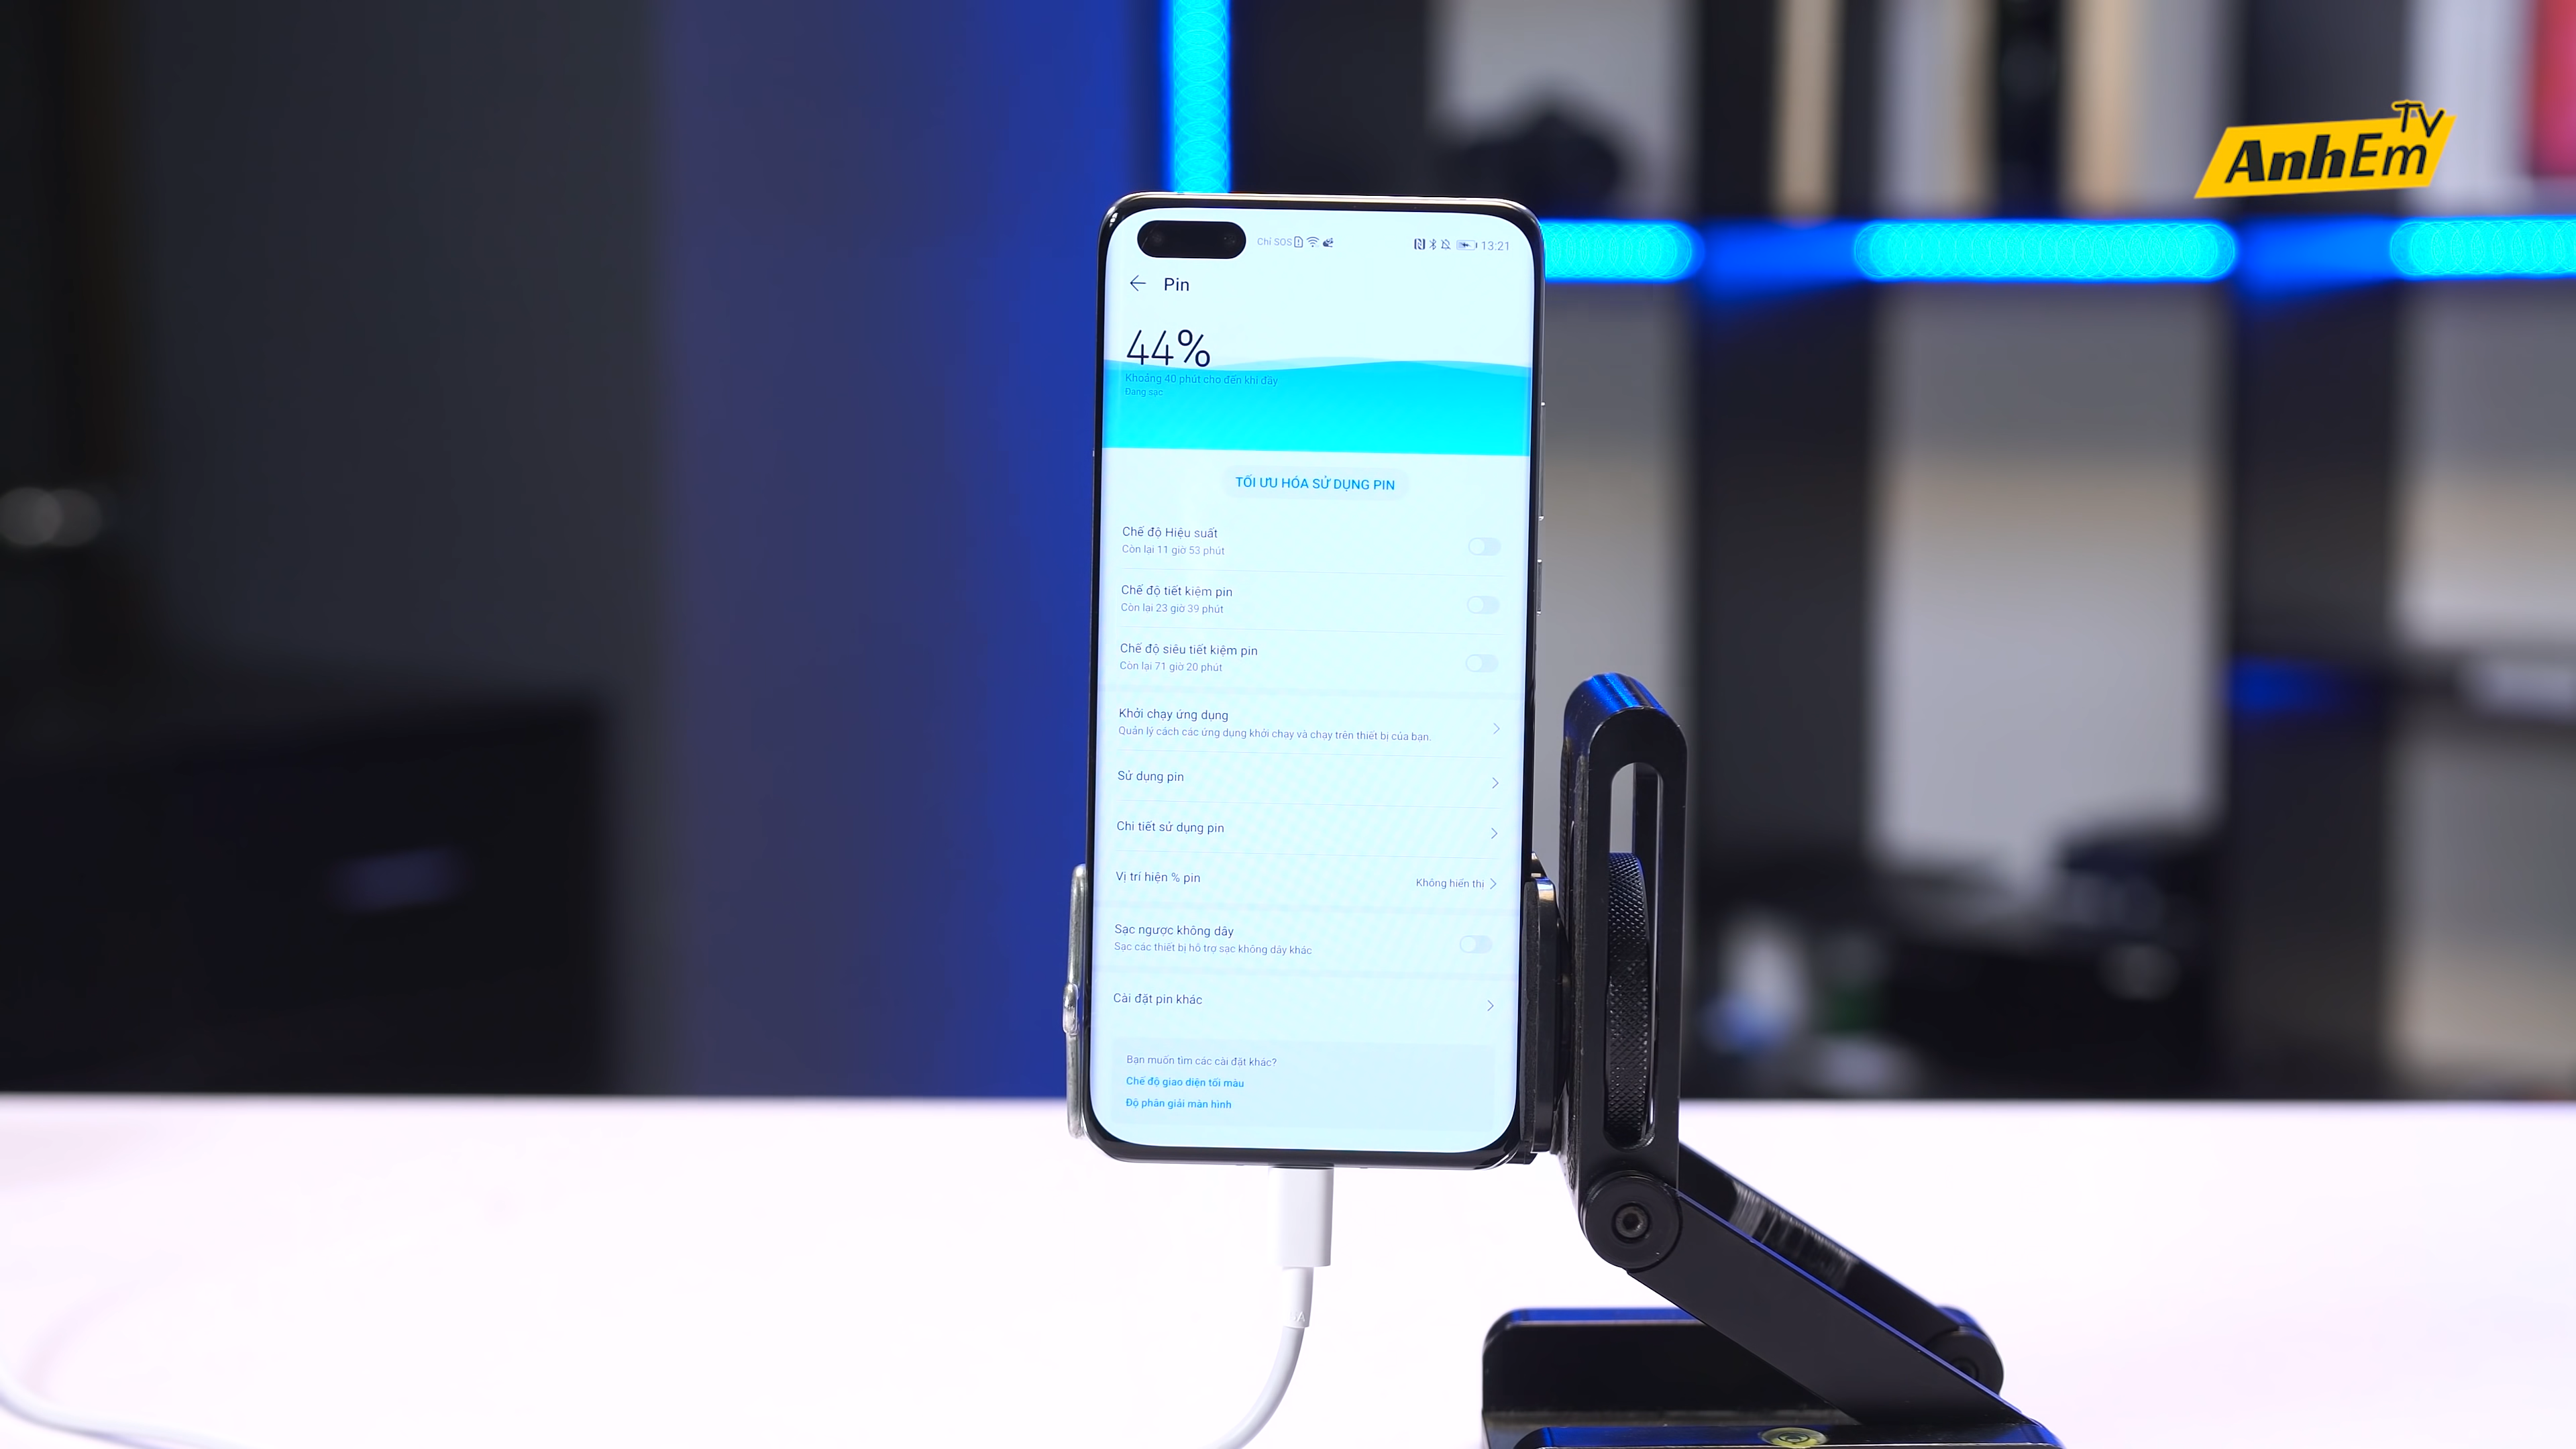 AnhEm TV
Chỉ SOS 13:21
Pin
44%
Khoảng 40 phút cho đến khi đầy
Đang sạc
TỐI ƯU HÓA SỬ DỤNG PIN
Chế độ Hiệu suất
Còn lại 11 giờ 53 phút
Chế độ tiết kiệm pin
Còn lại 23 giờ 39 phút
Chế độ siêu tiết kiệm pin
Còn lại 71 giờ 20 phút
Khởi chạy ứng dụng
Quản lý cách các ứng dụng khởi chạy và chạy trên thiết bị của bạn.
Sử dụng pin
Chi tiết sử dụng pin
Vị trí hiện % pin Không hiển thị
Sạc ngược không dây
Sạc các thiết bị hỗ trợ sạc không dây khác
Cài đặt pin khác
Bạn muốn tìm các cài đặt khác?
Chế độ giao diện tối màu
Độ phân giải màn hình